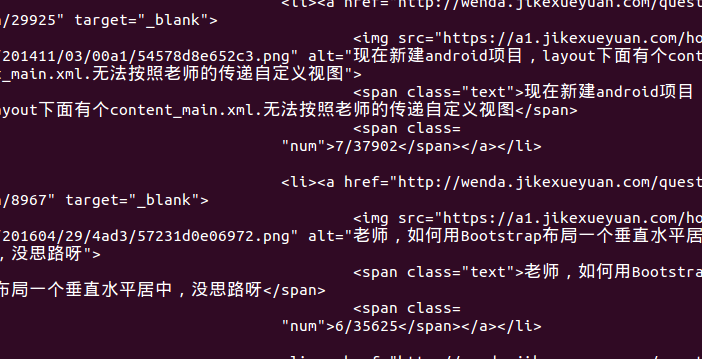 <li><a href="http://wenda.jikexueyuan.com/quest
/29925" target="_blank">
<img src="https://a1.jikexueyuan.com/ho
/201411/03/00a1/54578d8e652c3.png" alt="现在新建android项目，layout下面有个cont
t_main.xml.无法按照老师的传递自定义视图">
<span class="text">现在新建android项目
ayout下面有个content_main.xml.无法按照老师的传递自定义视图</span>
<span class=
"num">7/37902</span></a></li>
<li><a href="http://wenda.jikexueyuan.com/quest
/8967" target="_blank">
<img src="https://a1.jikexueyuan.com/ho
/201604/29/4ad3/57231d0e06972.png" alt="老师，如何用Bootstrap布局一个垂直水平居
，没思路呀">
<span class="text">老师，如何用Bootstra
布局一个垂直水平居中，没思路呀</span>
<span class=
"num">6/35625</span></a></li>
<li><a href="http://wenda.jikexueyuan.com/quest